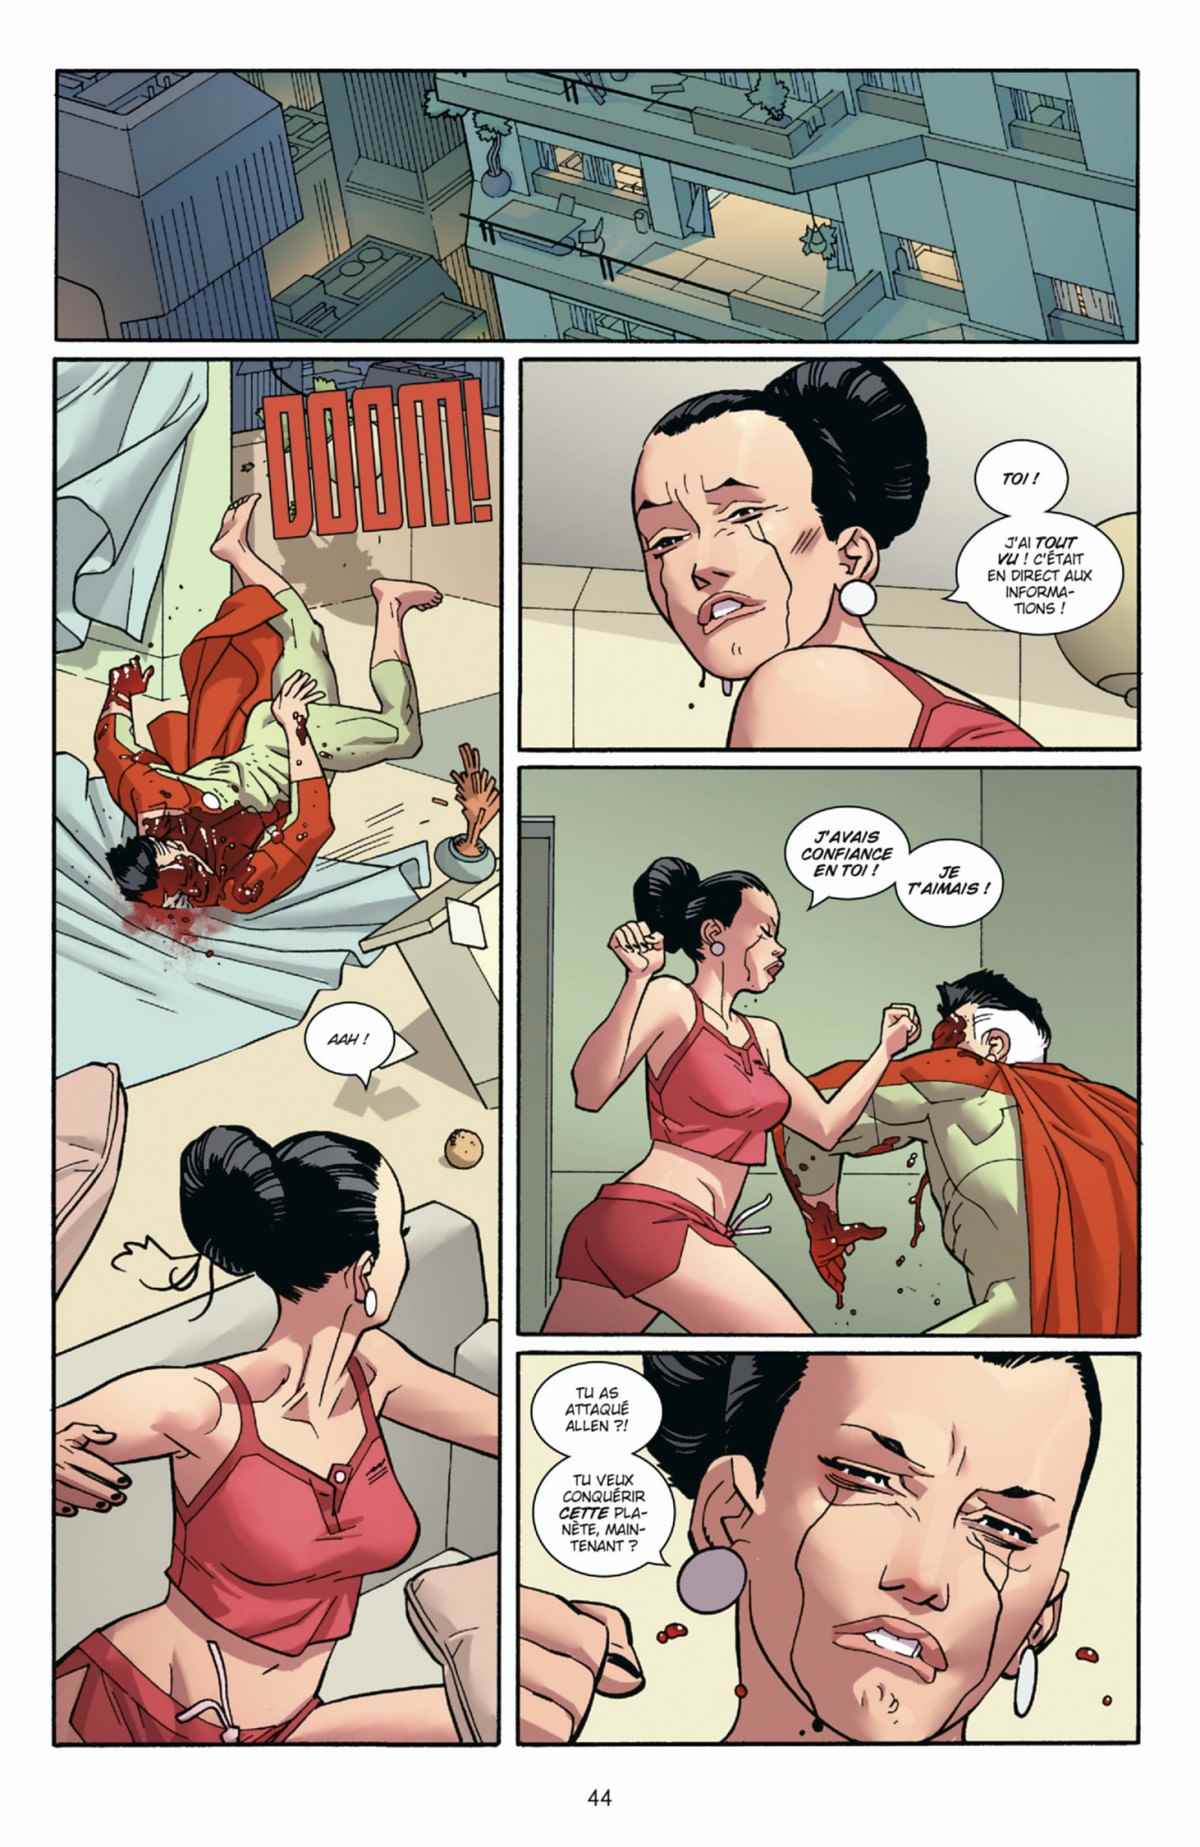 DOOM!
AAH !
TOI !
J'AI TOUT
VU ! C'ÉTAIT
EN DIRECT AUX
INFORMA-
TIONS !
J'AVAIS
CONFIANCE
EN TOI !
JE
T'AIMAIS !
TU AS
ATTAQUÉ
ALLEN ?!
TU VEUX
CONQUÉRIR
CETTE PLA-
NÈTE, MAIN-
TENANT ?
44